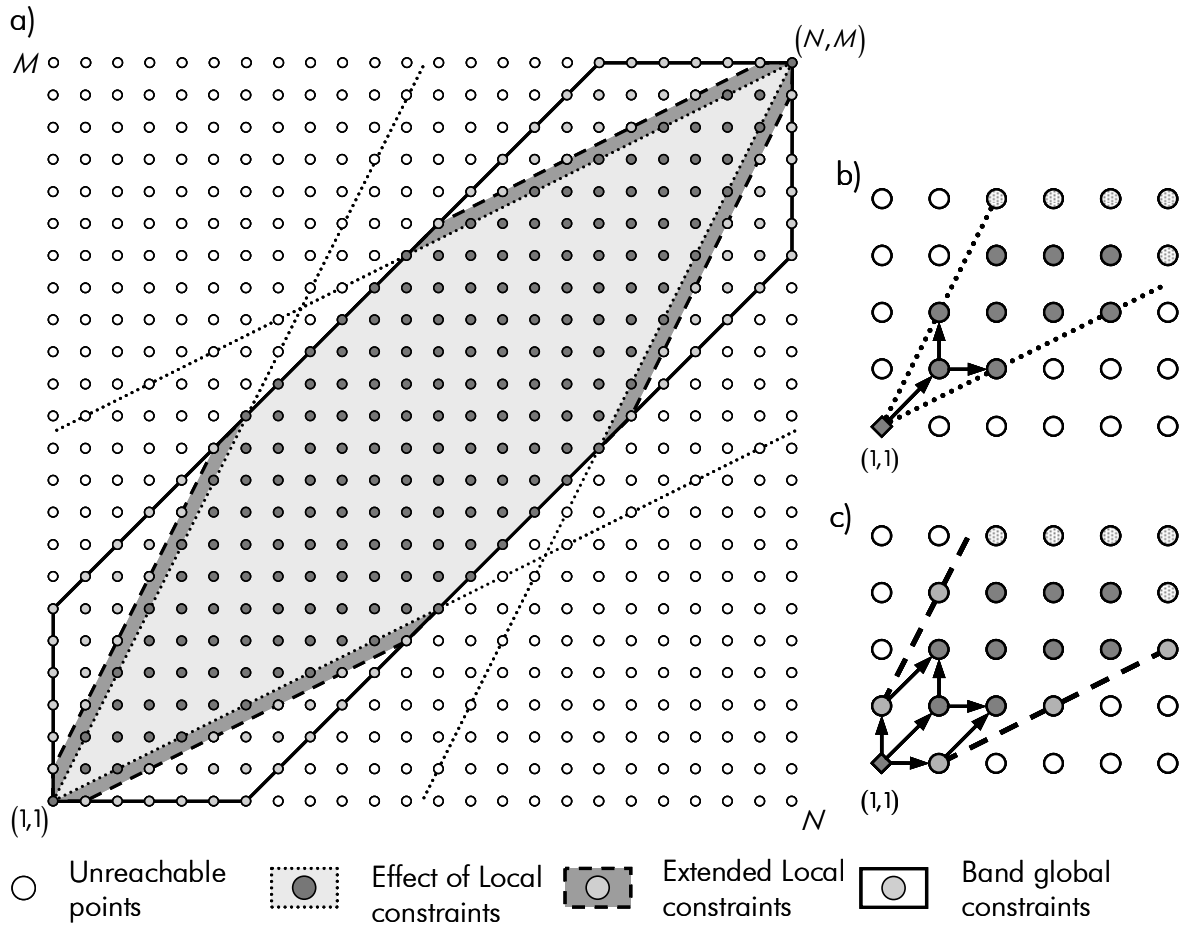 a)
M
(N,M)
b)
(1,1)
c)
(1,1)
(1,1)
N
Unreachable
points
Effect of Local
constraints
Extended Local
constraints
Band global
constraints